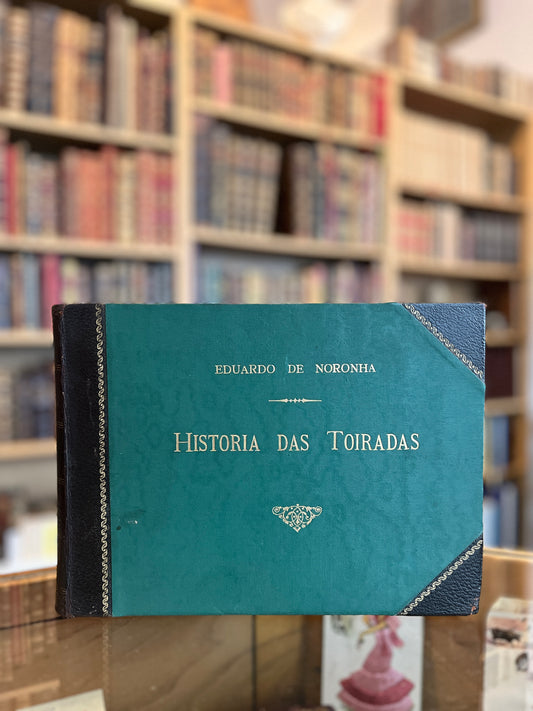 EDUARDO DE NORONHA
HISTORIA DAS TOIRADAS